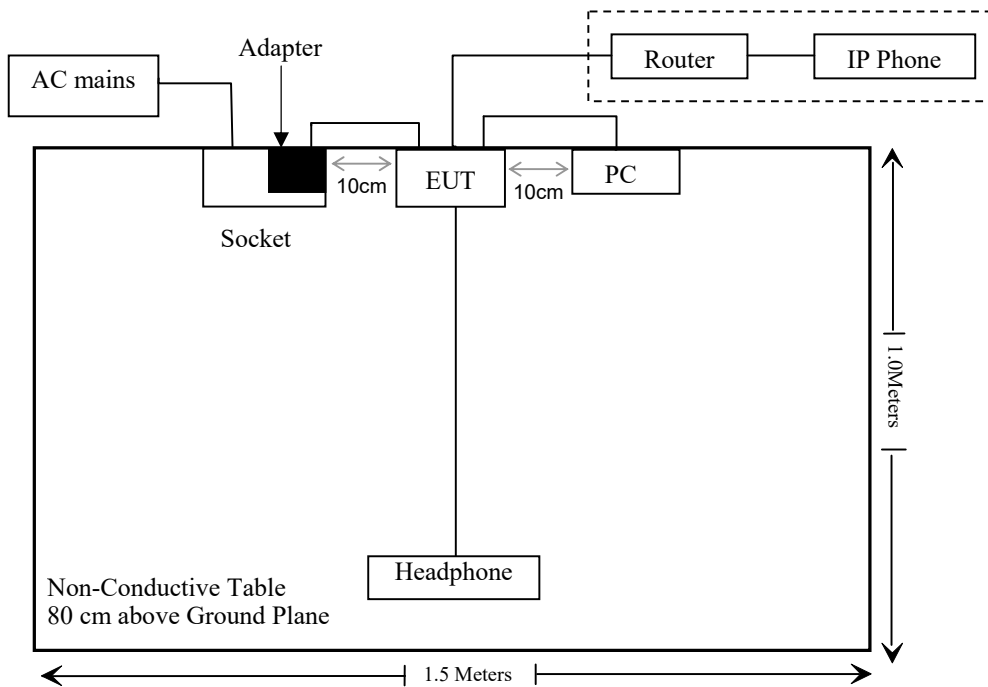 Adapter
Router
IP Phone
AC mains
10cm
EUT
10cm
PC
Socket
1.0Meters
Headphone
Non-Conductive Table
80 cm above Ground Plane
1.5 Meters